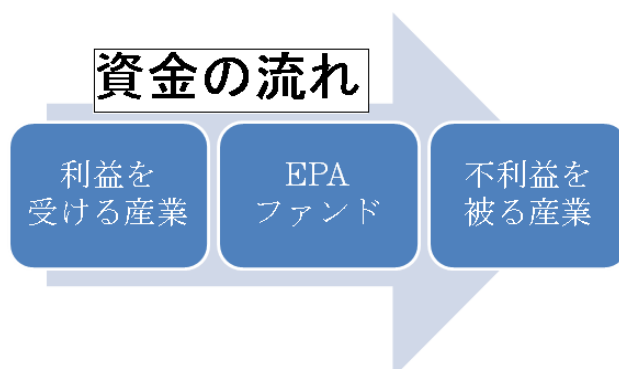 資金の流れ
利益を
受ける産業
EPA
ファンド
不利益を
被る産業